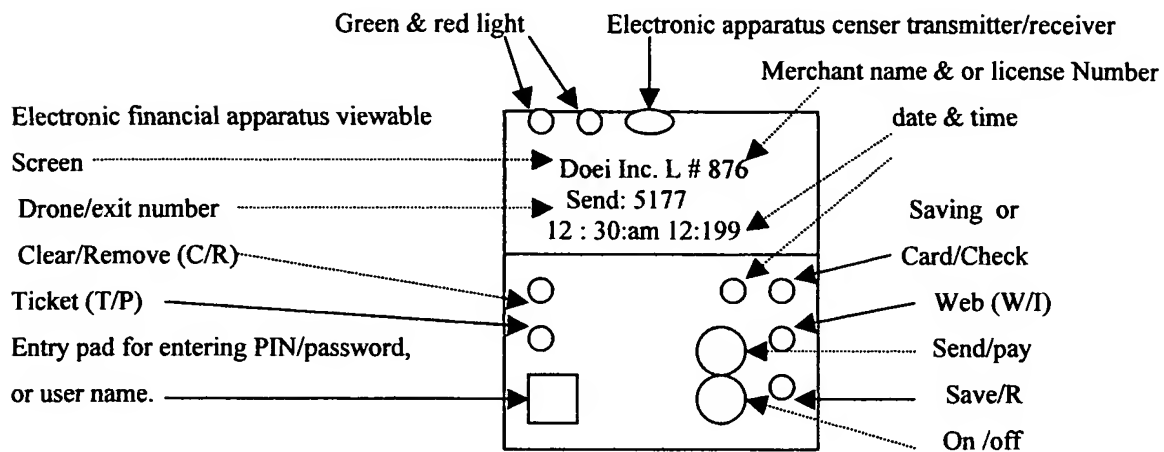 Green & red light
Electronic apparatus censer transmitter/receiver
Merchant name & or license Number
Electronic financial apparatus viewable
Screen
date & time
Doei Inc. L # 876
Send: 5177
12 : 30:am 12:199
Drone/exit number
Clear/Remove (C/R)
Ticket (T/P)
Entry pad for entering PIN/password,
or user name.
Saving or
Card/Check
Web (W/I)
Send/pay
Save/R
On /off